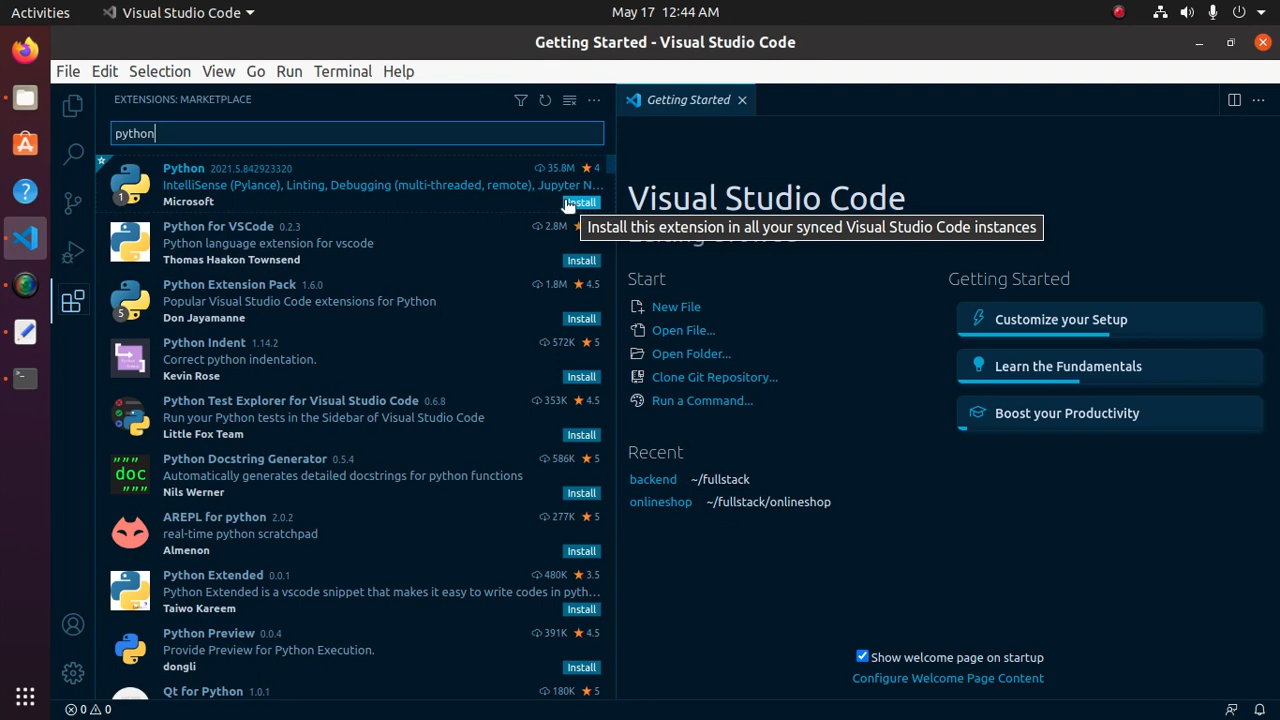 Activities
Visual Studio Code
May 17 12:44 AM
Getting Started - Visual Studio Code
File Edit Selection View Go Run Terminal Help
EXTENSIONS: MARKETPLACE
python
Python 2021.5.842923320 35.8M 4
IntelliSense (Pylance), Linting, Debugging (multi-threaded, remote), Jupyter N...
Microsoft
1
Python for VSCode 0.2.3 2.8M
Python language extension for vscode
Thomas Haakon Townsend Install
Python Extension Pack 1.6.0 1.8M 4.5
Popular Visual Studio Code extensions for Python
5
Don Jayamanne Install
Python Indent 1.14.2 572K 5
Correct python indentation.
Kevin Rose Install
Python Test Explorer for Visual Studio Code 0.6.8 353K 4.5
Run your Python tests in the Sidebar of Visual Studio Code
Little Fox Team Install
Python Docstring Generator 0.5.4 586K 5
doc
Automatically generates detailed docstrings for python functions
Nils Werner Install
AREPL for python 2.0.2 277K 5
real-time python scratchpad
Almenon Install
Python Extended 0.0.1 480K 3.5
Python Extended is a vscode snippet that makes it easy to write codes in pyth...
Taiwo Kareem Install
Python Preview 0.0.4 391K 4.5
Provide Preview for Python Execution.
dongli Install
Qt for Python 1.0.1 180K 5
Getting Started
Visual Studio Code
Install this extension in all your synced Visual Studio Code instances
Start
New File
Open File...
Open Folder...
Clone Git Repository...
Run a Command...
Recent
backend ~/fullstack
onlineshop ~/fullstack/onlineshop
Getting Started
Customize your Setup
Learn the Fundamentals
Boost your Productivity
Show welcome page on startup
Configure Welcome Page Content
0 0